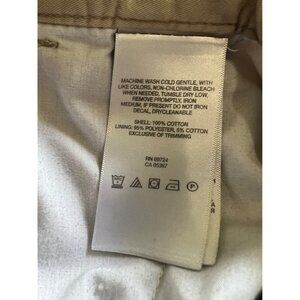 MACHINE WASH COLD GENTLE, WITH
LIKE COLORS, NON-CHLORINE BLEACH
WHEN NEEDED, TUMBLE DRY LOW,
REMOVE PROMPTLY, IRON
MEDIUM, IF PRESENT DO NOT IRON
DECAL, DRYCLEANABLE
SHELL: 100% COTTON
LINING: 95% POLYESTER, 5% COTTON
EXCLUSIVE OF TRIMMING
RN 69724
CA 05367
P